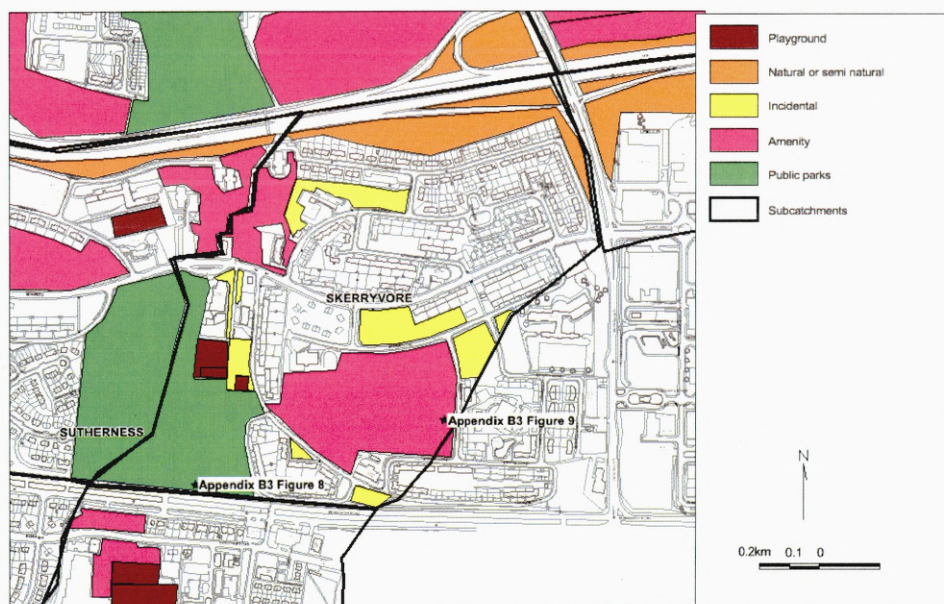 Playground
Natural or semi natural
Incidental
Amenity
Public parks
Subcatchments
SKERRYVORE
Appendix B3 Figure 9
SUTHERNESS
Appendix B3 Figure 8
N
0.2km 0.1 0